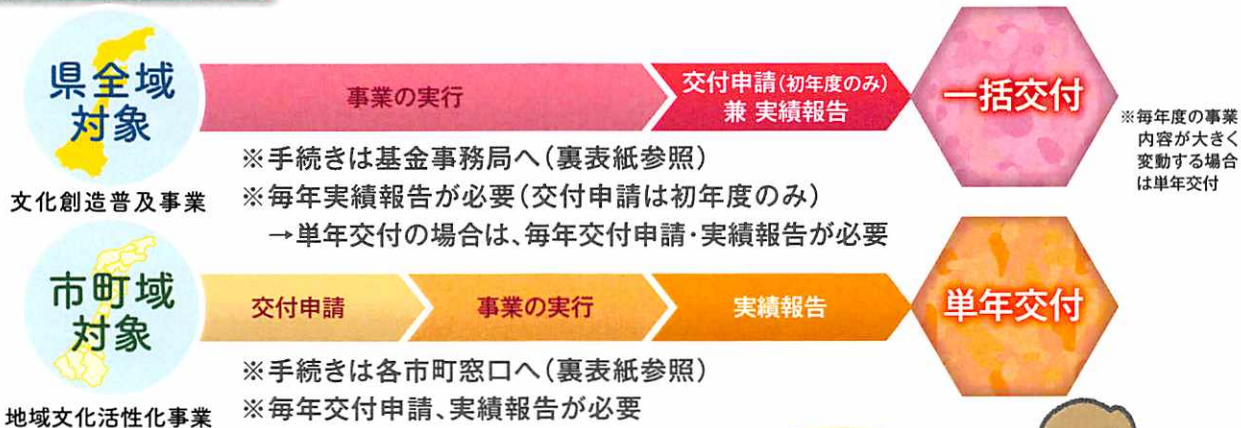 県全域
対象
文化創造普及事業
事業の実行
交付申請(初年度のみ)
兼 実績報告
一括交付
※毎年度の事業
内容が大きく
変動する場合
は単年交付
※手続きは基金事務局へ(裏表紙参照)
※毎年実績報告が必要(交付申請は初年度のみ)
→単年交付の場合は、毎年交付申請・実績報告が必要
市町域
対象
地域文化活性化事業
交付申請
事業の実行
実績報告
単年交付
※手続きは各市町窓口へ(裏表紙参照)
※毎年交付申請、実績報告が必要